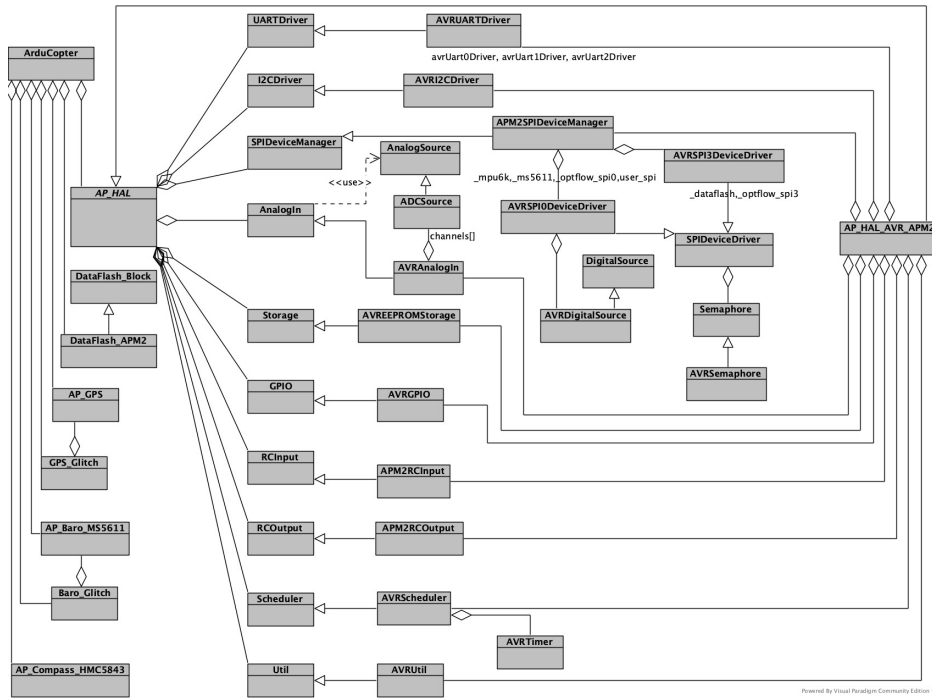 UARTDriver
AVRUARTDriver
avrUart0Driver, avrUart1Driver, avrUart2Driver
ArduCopter
I2CDriver
AVRI2CDriver
SPIDeviceManager
AnalogSource
APM2SPIDeviceManager
AVRSPI3DeviceDriver
<<use>>
_mpu6k,_ms5611,_optflow_spi0,user_spi
_dataflash,_optflow_spi3
AP_HAL
AnalogIn
ADCSource
channels[]
AVRSPI0DeviceDriver
SPIDeviceDriver
AP_HAL_AVR_APM2
DataFlash_Block
AVRAnalogIn
DigitalSource
Storage
AVREEPROMStorage
AVRDigitalSource
Semaphore
DataFlash_APM2
AVRSemaphore
AP_GPS
GPIO
AVRGPIO
GPS_Glitch
RCInput
APM2RCInput
AP_Baro_MS5611
RCOutput
APM2RCOutput
Baro_Glitch
Scheduler
AVRScheduler
AVRTimer
AP_Compass_HMC5843
Util
AVRUtil
Powered By Visual Paradigm Community Edition